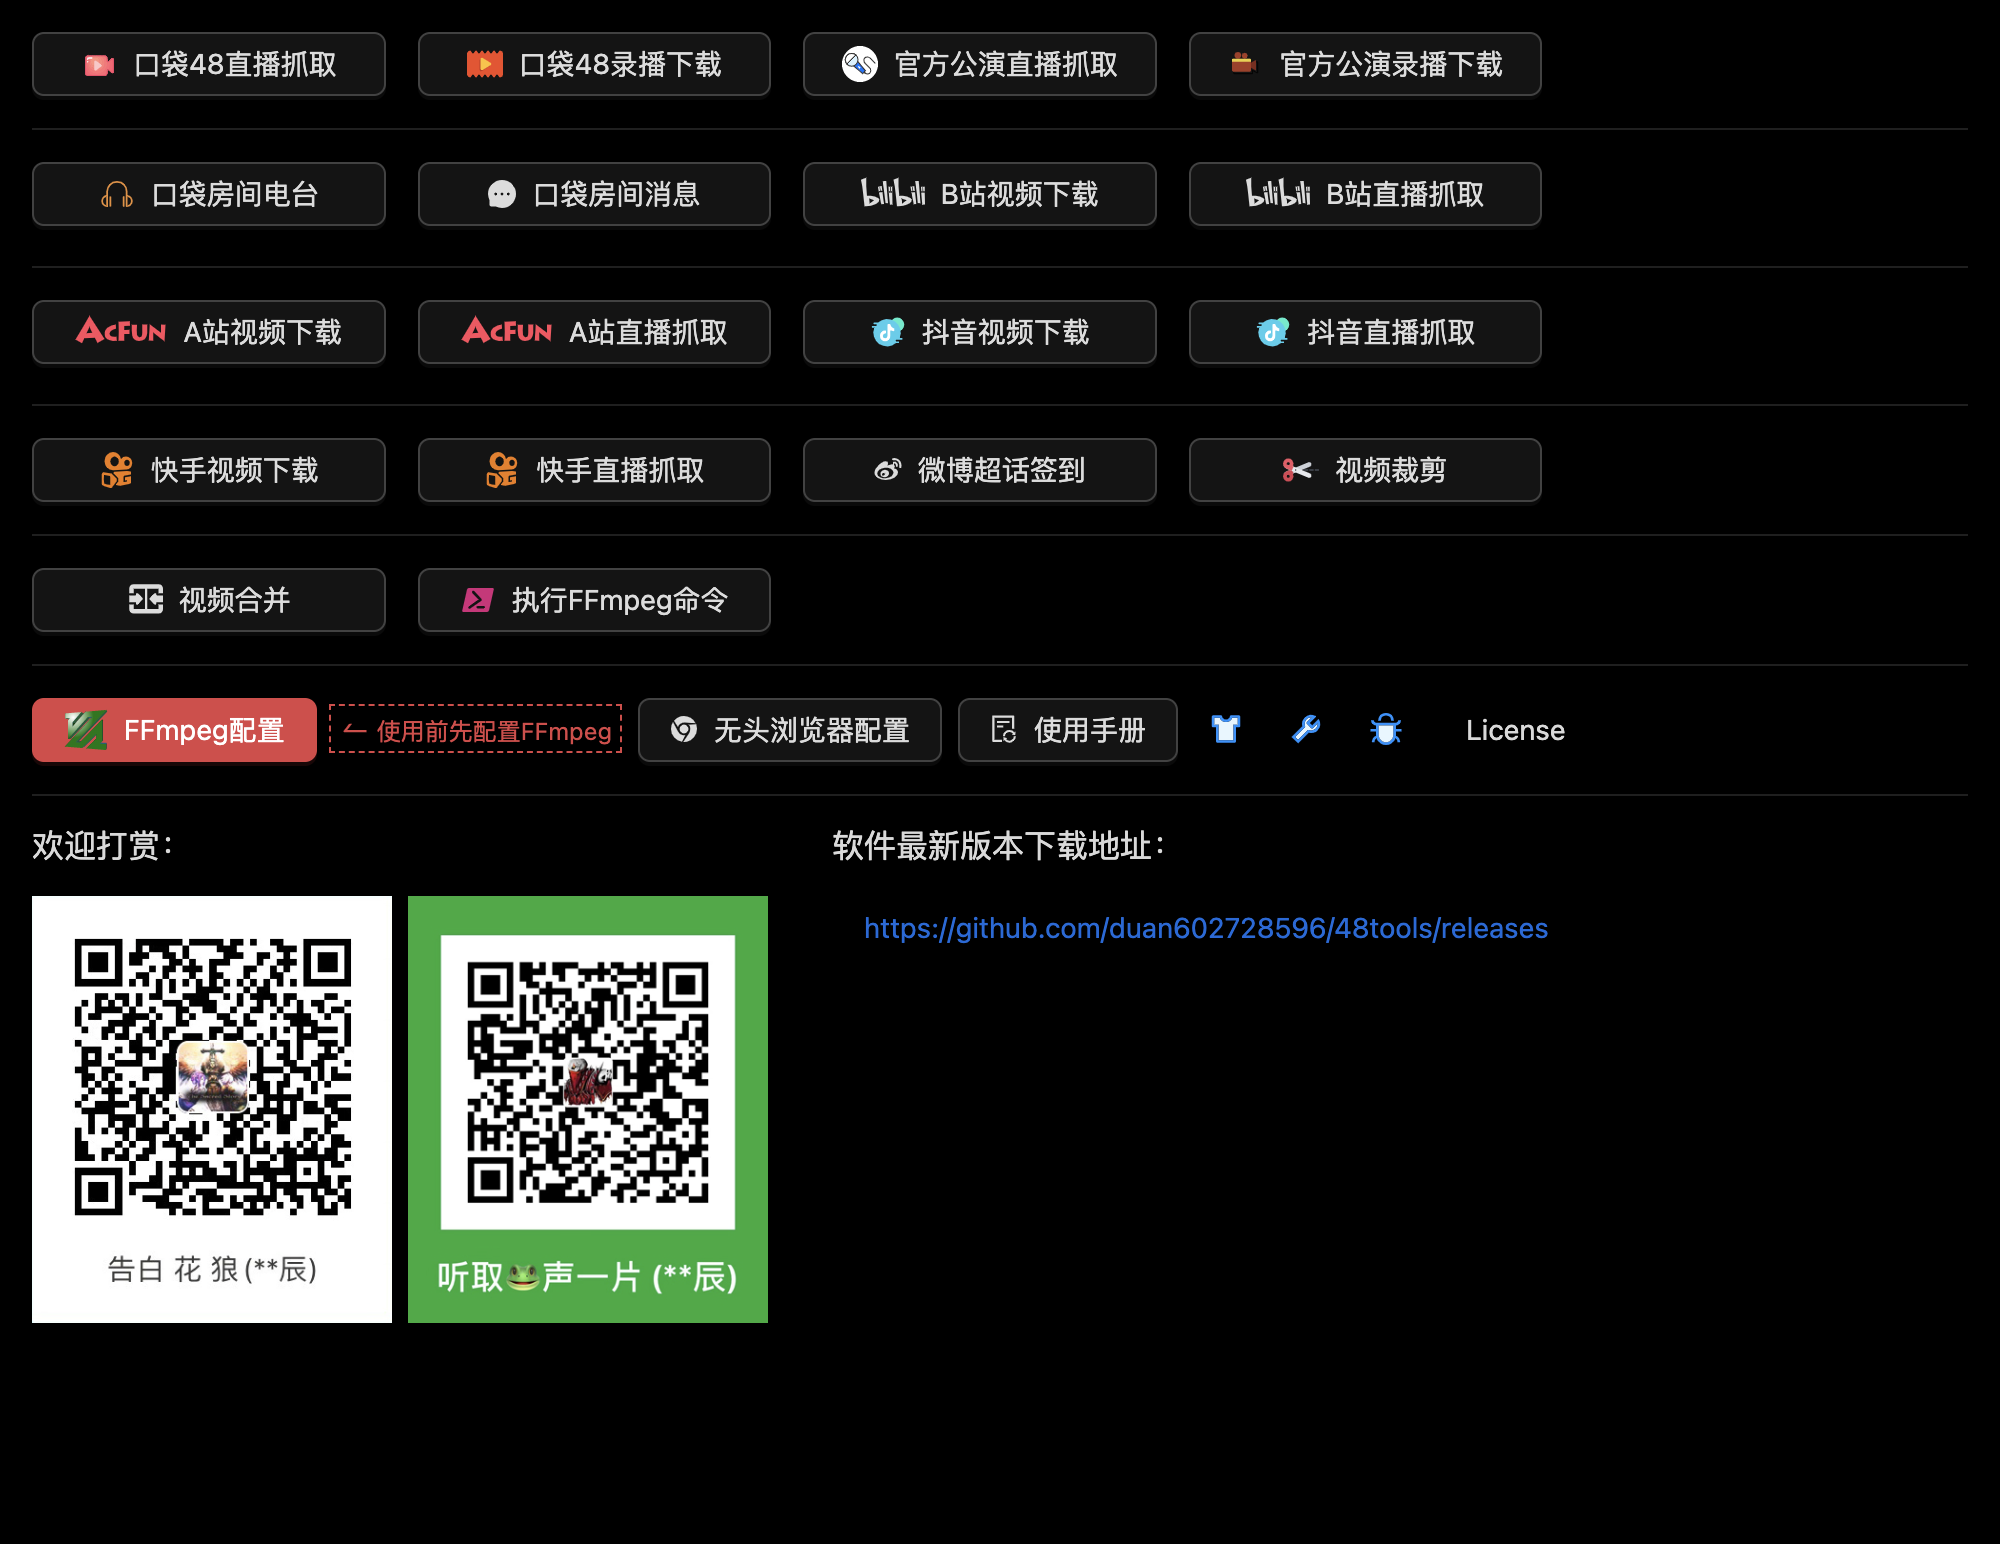 口袋48直播抓取
口袋48录播下载
官方公演直播抓取
官方公演录播下载
口袋房间电台
口袋房间消息
bilibili B站视频下载
bilibili B站直播抓取
AcFun A站视频下载
AcFun A站直播抓取
抖音视频下载
抖音直播抓取
快手视频下载
快手直播抓取
微博超话签到
视频裁剪
视频合并
执行FFmpeg命令
FFmpeg配置
使用前先配置FFmpeg
无头浏览器配置
使用手册
License
欢迎打赏：
软件最新版本下载地址：
https://github.com/duan602728596/48tools/releases
告白 花 狼(**辰)
听取🐸声一片 (**辰)